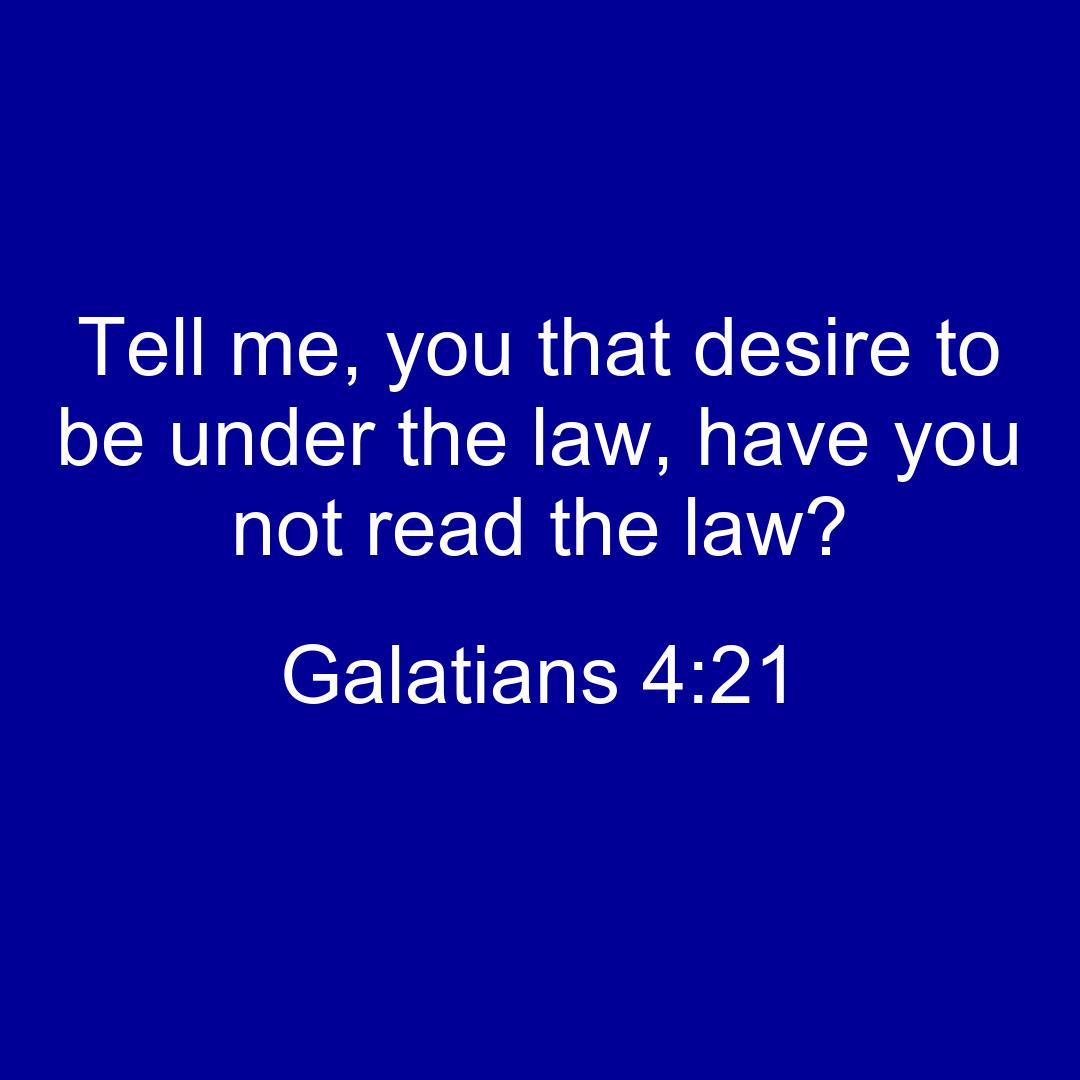 Tell me, you that desire to
be under the law, have you
not read the law?
Galatians 4:21